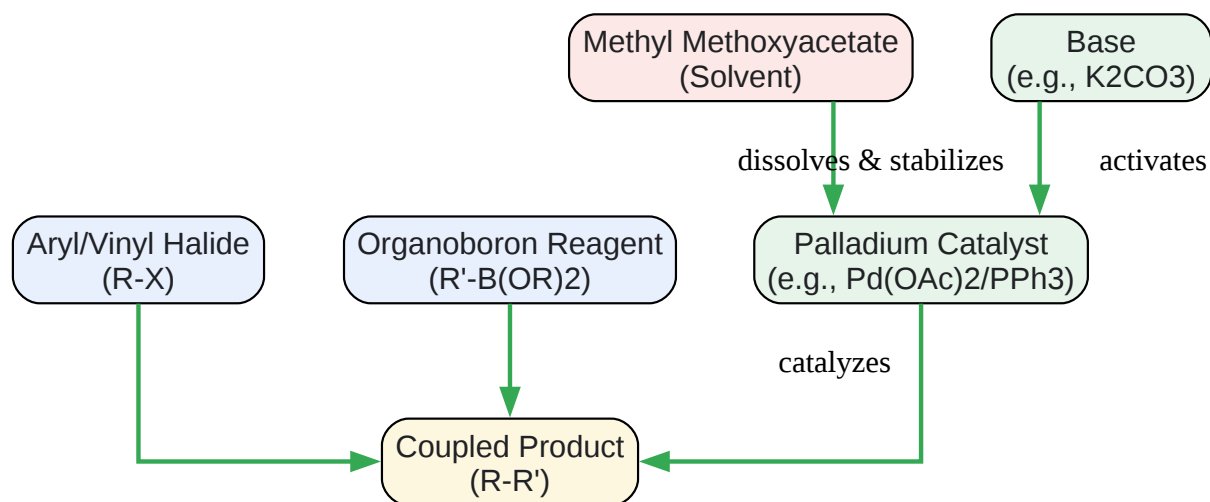 Methyl Methoxyacetate
(Solvent)
Base
(e.g., K2CO3)
dissolves & stabilizes
activates
Aryl/Vinyl Halide
(R-X)
Organoboron Reagent
(R'-B(OR)2)
Palladium Catalyst
(e.g., Pd(OAc)2/PPh3)
catalyzes
Coupled Product
(R-R')